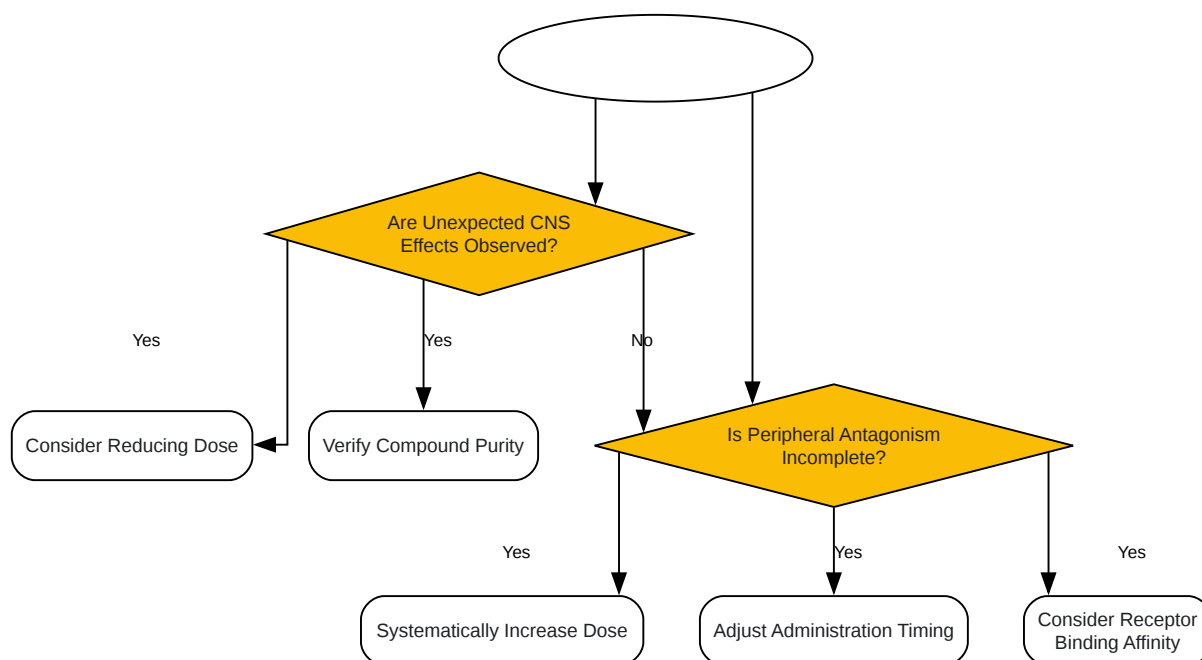 Are Unexpected CNS
Effects Observed?
Yes
Yes
No
Consider Reducing Dose
Verify Compound Purity
Is Peripheral Antagonism
Incomplete?
Yes
Yes
Yes
Systematically Increase Dose
Adjust Administration Timing
Consider Receptor
Binding Affinity